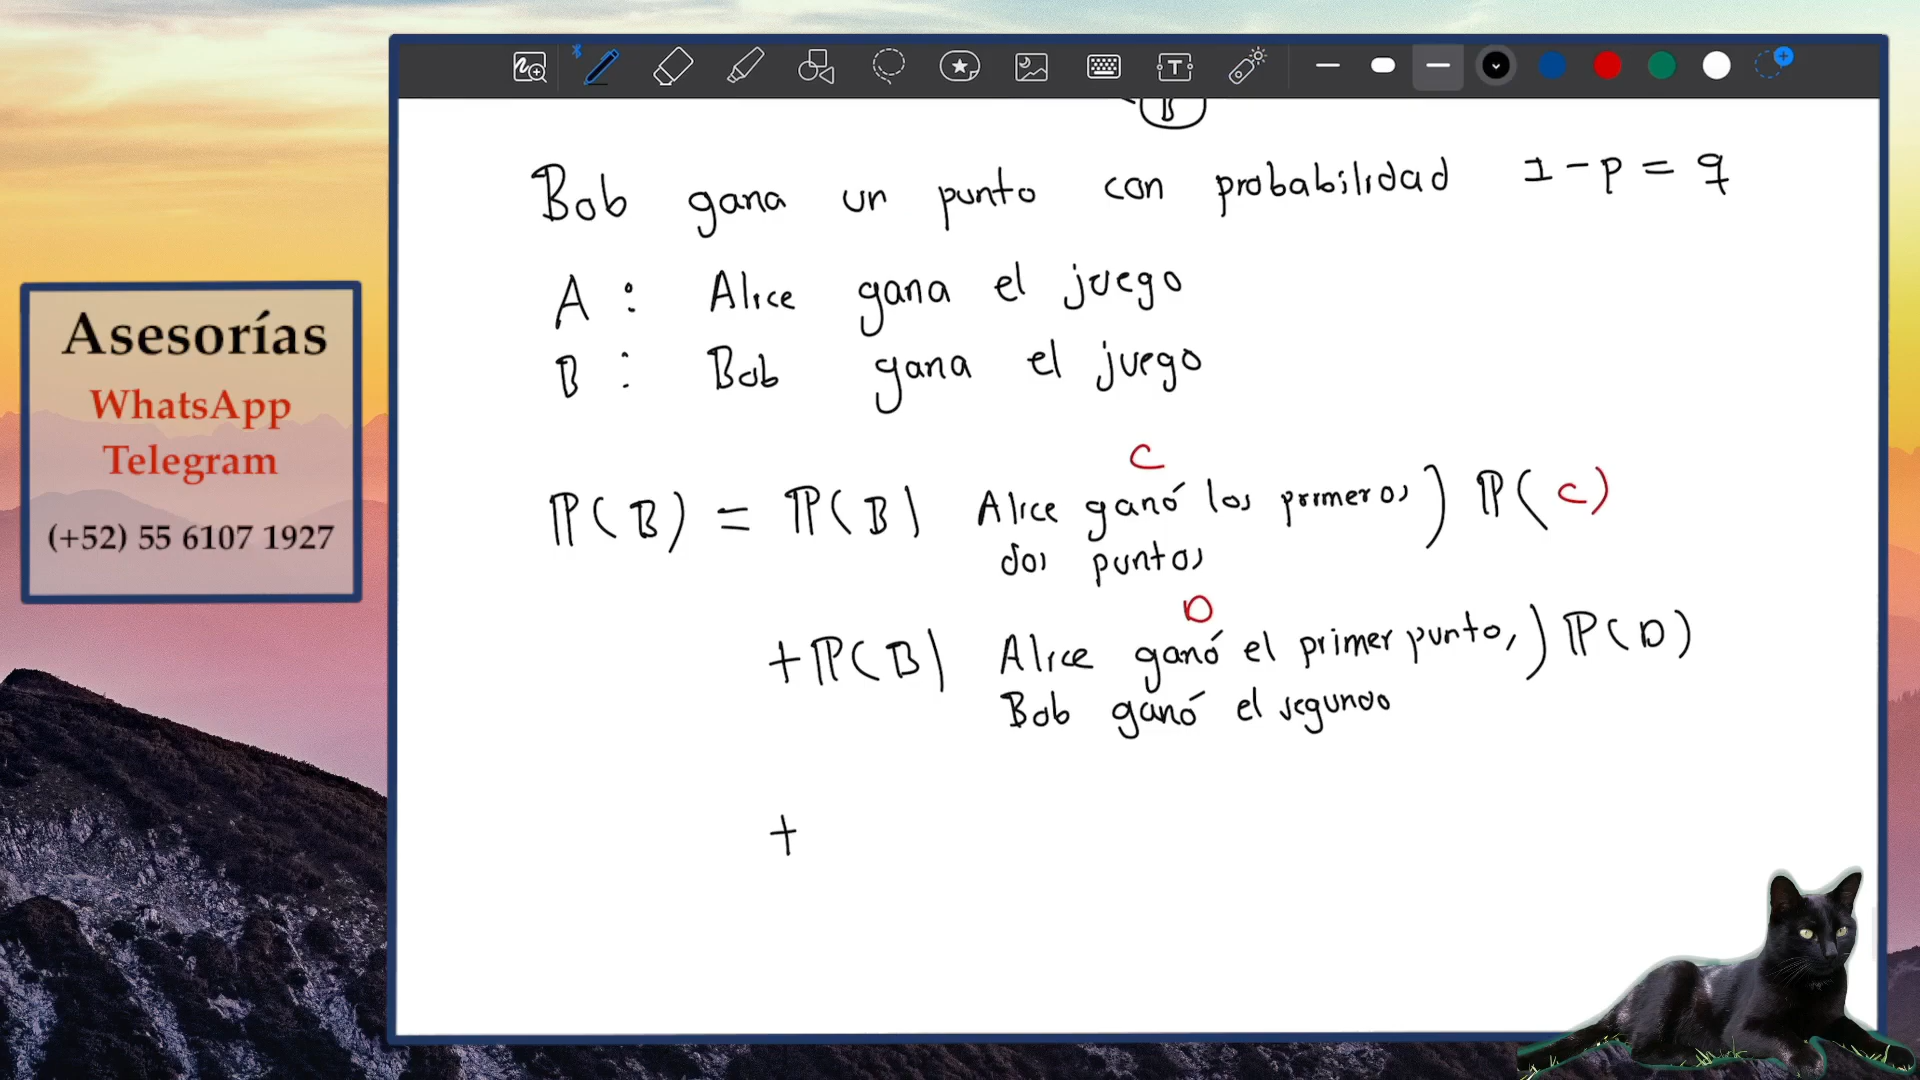 Asesorías
WhatsApp
Telegram
(+52) 55 6107 1927
B
Bob gana un punto con probabilidad 1-p = q
A : Alice gana el juego
B : Bob gana el juego
C
ℙ(B) = ℙ(B| Alice ganó los primeros) ℙ(C)
dos puntos
D
+ℙ(B| Alice ganó el primer punto,) ℙ(D)
Bob ganó el segundo
+